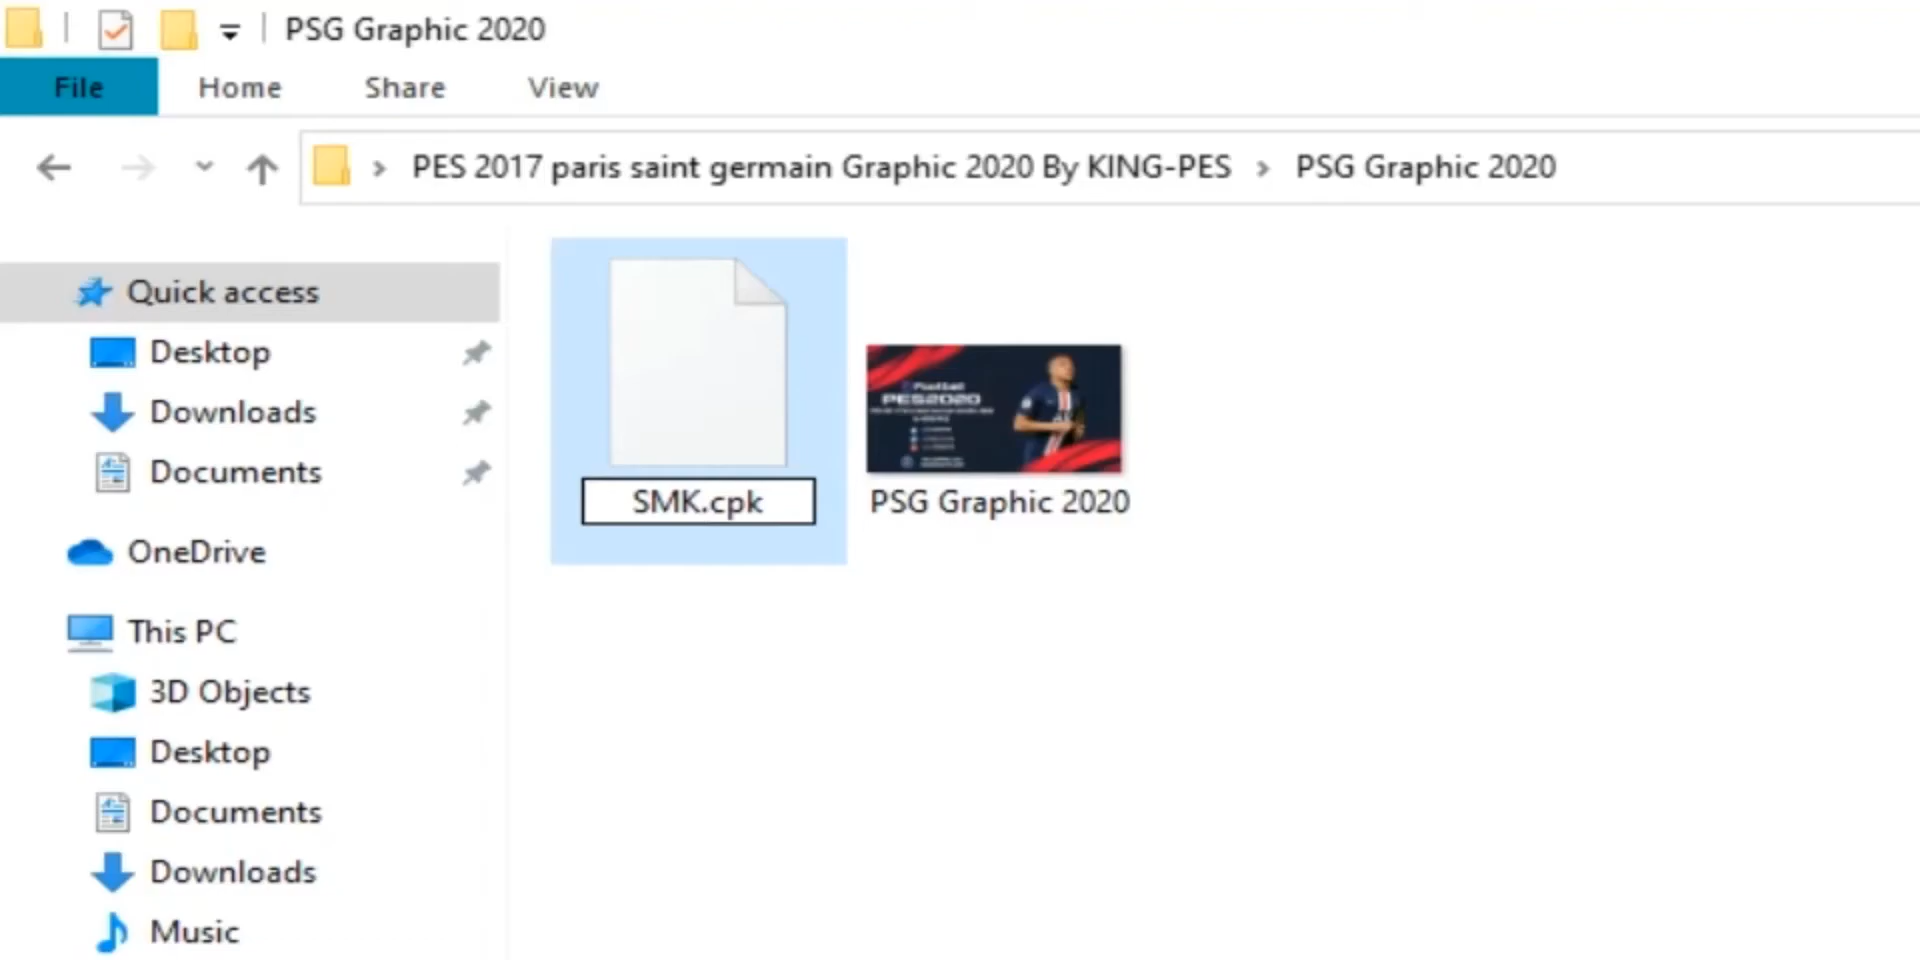 PSG Graphic 2020
File Home Share View
PES 2017 paris saint germain Graphic 2020 By KING-PES > PSG Graphic 2020
Quick access
Desktop
Downloads
Documents
OneDrive
This PC
3D Objects
Desktop
Documents
Downloads
Music
SMK.cpk
Football
PES2020
PSG Graphic 2020